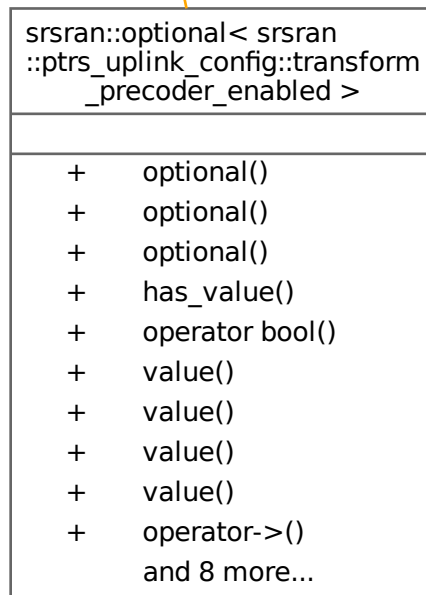 srsran::optional< srsran
::ptrs_uplink_config::transform
_precoder_enabled >
+ optional()
+ optional()
+ optional()
+ has_value()
+ operator bool()
+ value()
+ value()
+ value()
+ value()
+ operator->()
and 8 more...